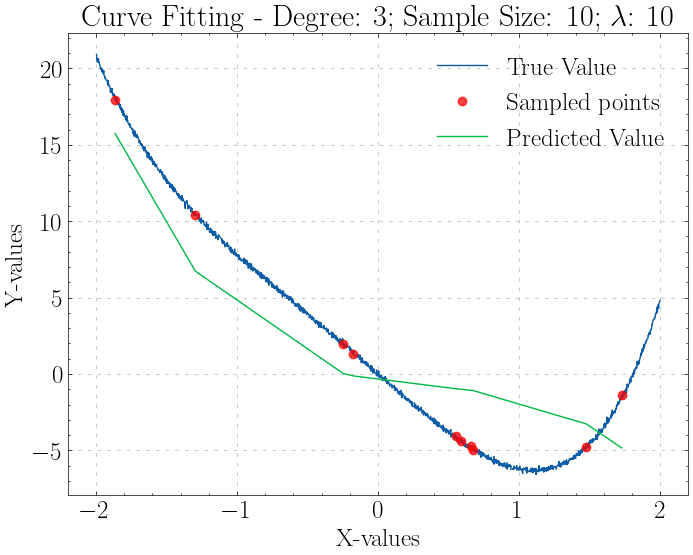 Curve Fitting - Degree: 3; Sample Size: 10; λ: 10
True Value
Sampled points
Predicted Value
Y-values
20
15
10
5
0
−5
−2
−1
0
1
2
X-values